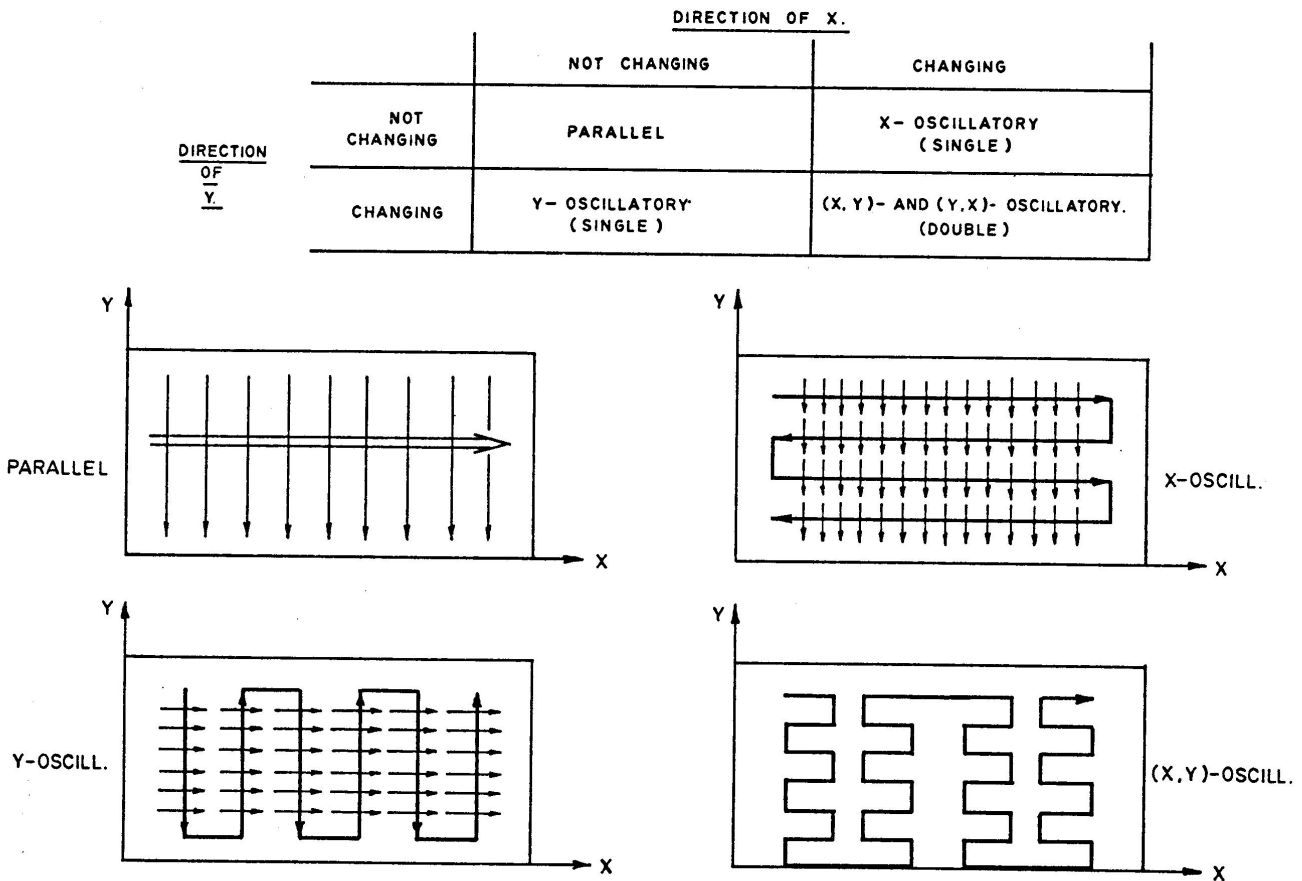 DIRECTION OF X.
NOT CHANGING
CHANGING
DIRECTION
OF
Y.
NOT
CHANGING
PARALLEL
X- OSCILLATORY
(SINGLE)
CHANGING
Y- OSCILLATORY
(SINGLE)
(X,Y)- AND (Y,X)- OSCILLATORY.
(DOUBLE)
Y
PARALLEL
X
Y
X-OSCILL.
X
Y
Y-OSCILL.
X
Y
(X,Y)-OSCILL.
X